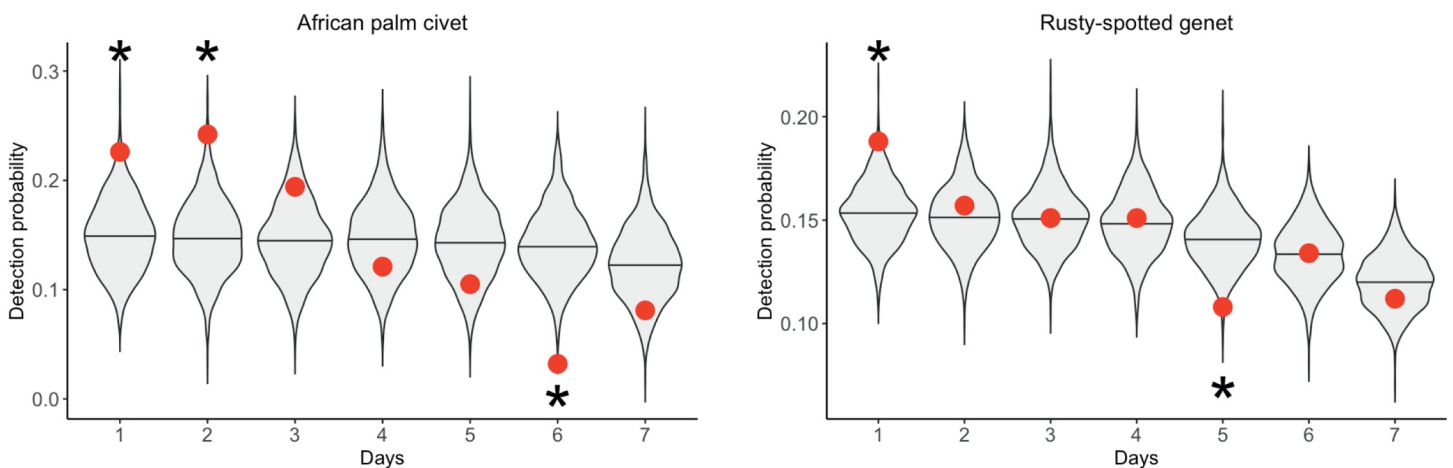 African palm civet
*
*
0.3
0.2
0.1
0.0
Detection probability
*
1 2 3 4 5 6 7
Days
Rusty-spotted genet
*
0.20
0.15
0.10
Detection probability
*
1 2 3 4 5 6 7
Days